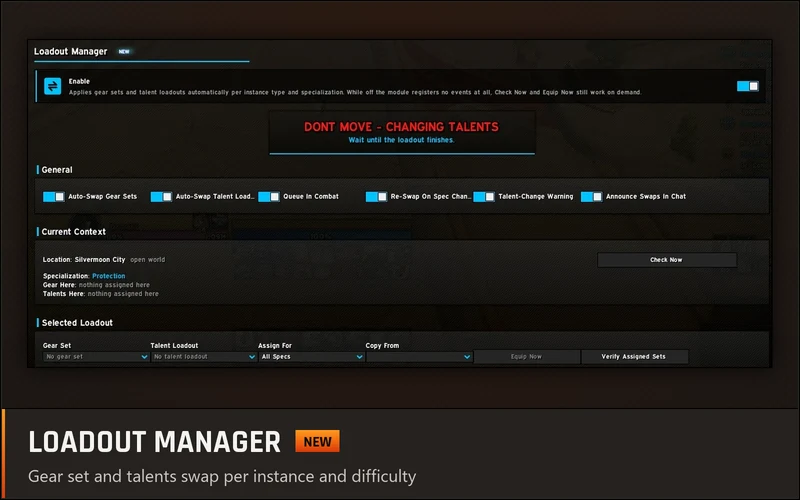 Loadout Manager NEW
Enable
Applies gear sets and talent loadouts automatically per instance type and specialization. While off the module registers no events at all, Check Now and Equip Now still work on demand.
DONT MOVE - CHANGING TALENTS
Wait until the loadout finishes.
General
Auto-Swap Gear Sets Auto-Swap Talent Load... Queue in Combat Re-Swap On Spec Chan... Talent-Change Warning Announce Swaps in Chat
Current Context
Location: Silvermoon City open world
Check Now
Specialization: Protection
Gear Here: nothing assigned here
Talents Here: nothing assigned here
Selected Loadout
Gear Set Talent Loadout Assign For Copy From
No gear set No talent loadout All Specs Equip Now Verify Assigned Sets
LOADOUT MANAGER NEW
Gear set and talents swap per instance and difficulty